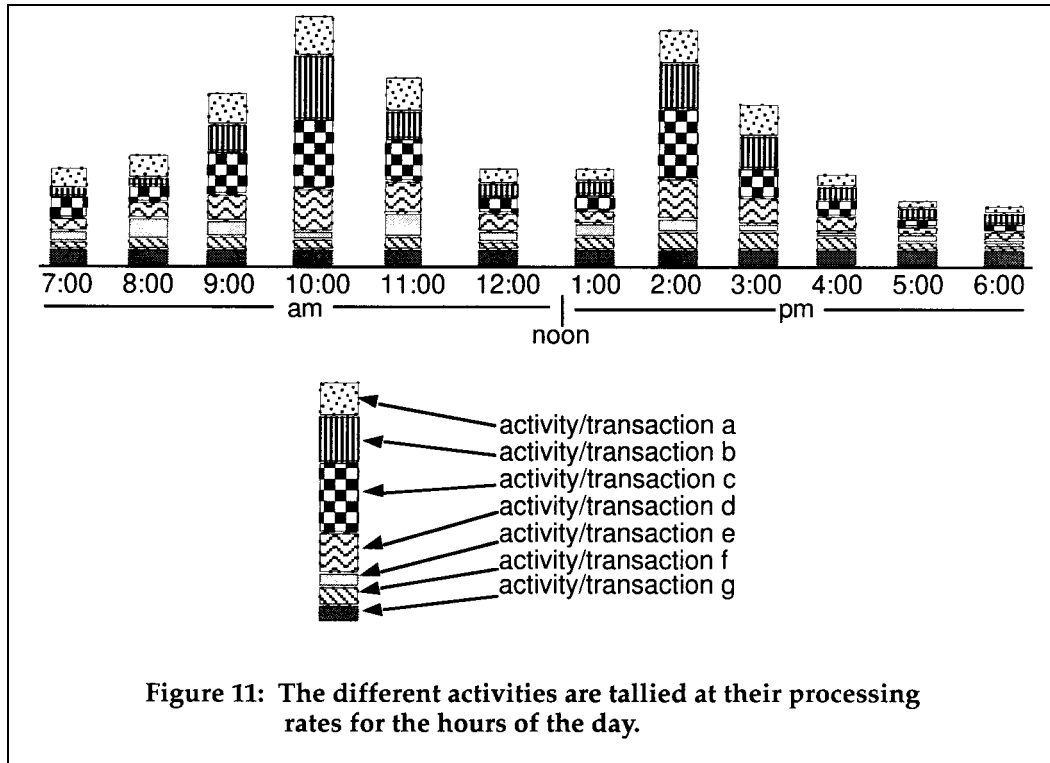 7:00 8:00 9:00 10:00 11:00 12:00 1:00 2:00 3:00 4:00 5:00 6:00
am pm
noon
activity/transaction a
activity/transaction b
activity/transaction c
activity/transaction d
activity/transaction e
activity/transaction f
activity/transaction g
Figure 11: The different activities are tallied at their processing
rates for the hours of the day.